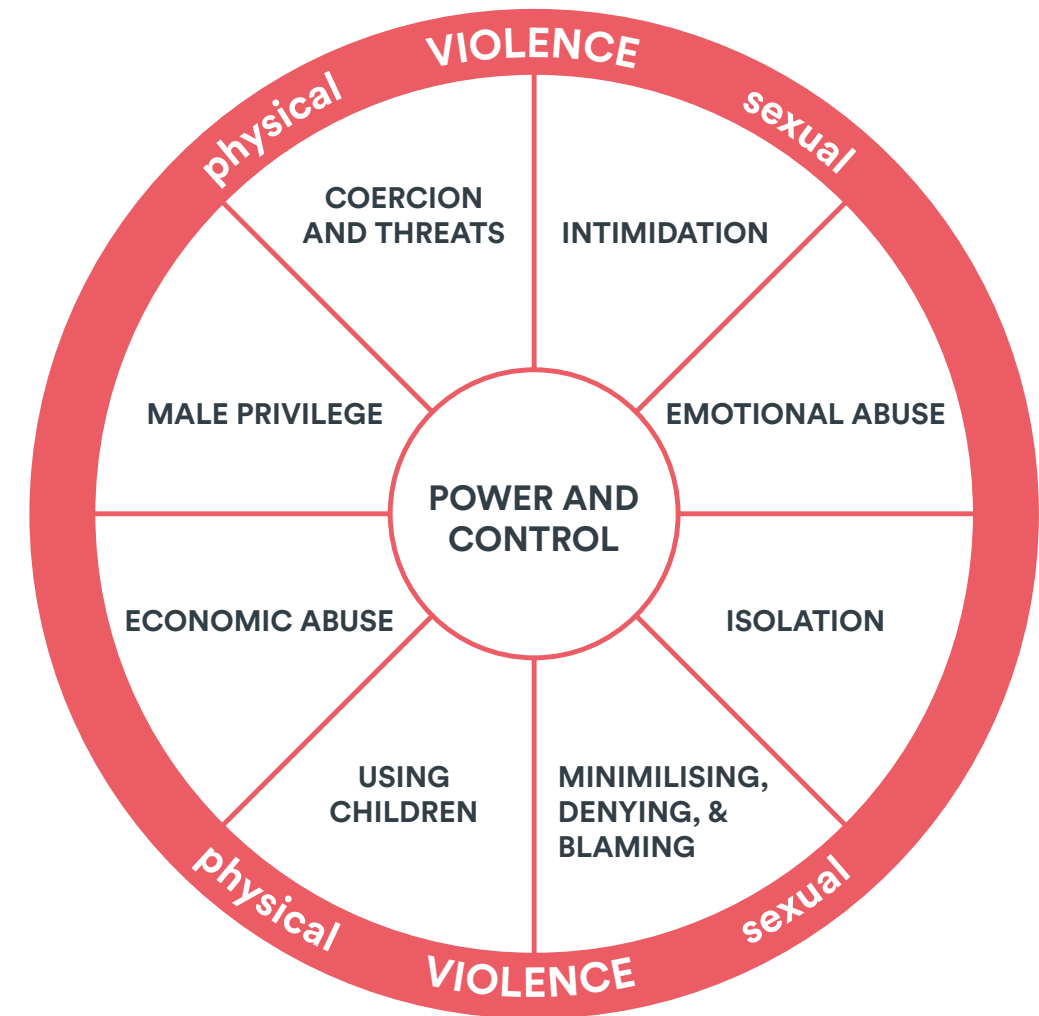 VIOLENCE
physical
sexual
COERCION
AND THREATS
INTIMIDATION
MALE PRIVILEGE
EMOTIONAL ABUSE
POWER AND
CONTROL
ECONOMIC ABUSE
ISOLATION
USING
CHILDREN
MINIMILISING,
DENYING, &
BLAMING
physical
sexual
VIOLENCE